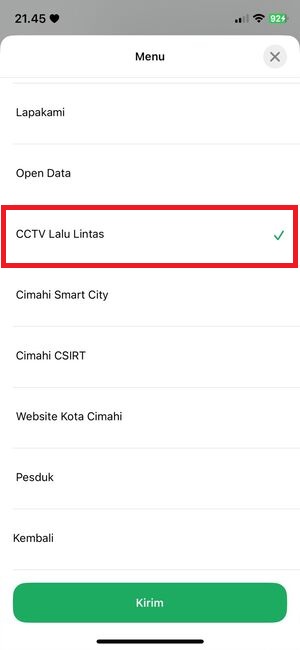 21.45
92
Menu
Lapakami
Open Data
CCTV Lalu Lintas
Cimahi Smart City
Cimahi CSIRT
Website Kota Cimahi
Pesduk
Kembali
Kirim